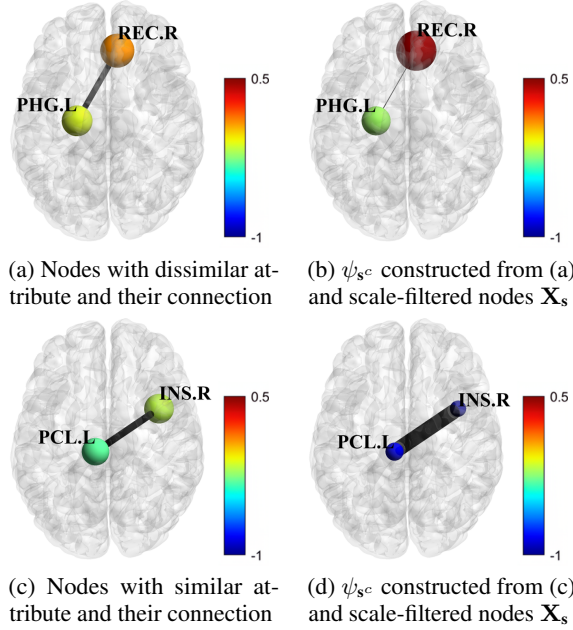 REC.R
PHG.L
0.5
-1
REC.R
PHG.L
0.5
-1
(a) Nodes with dissimilar at-
tribute and their connection
(b) ψ_{s^c} constructed from (a)
and scale-filtered nodes X_s
INS.R
PCL.L
0.5
-1
INS.R
PCL.L
0.5
-1
(c) Nodes with similar at-
tribute and their connection
(d) ψ_{s^c} constructed from (c)
and scale-filtered nodes X_s